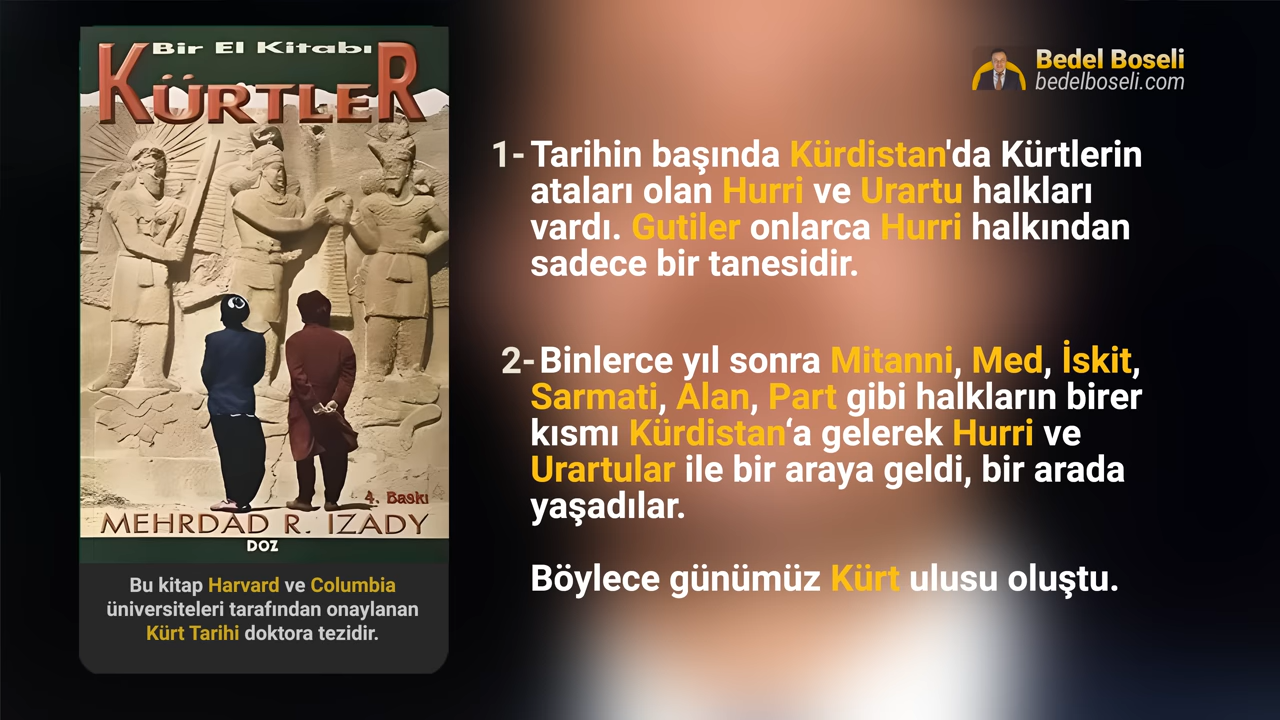 Bir El Kitabı
KÜRTLER
4. Baskı
MEHRDAD R. IZADY
DOZ
Bu kitap Harvard ve Columbia
üniversiteleri tarafından onaylanan
Kürt Tarihi doktora tezidir.
Bedel Boseli
bedelboseli.com
1- Tarihin başında Kürdistan'da Kürtlerin
ataları olan Hurri ve Urartu halkları
vardı. Gutiler onlarca Hurri halkından
sadece bir tanesidir.
2- Binlerce yıl sonra Mitanni, Med, İskit,
Sarmati, Alan, Part gibi halkların birer
kısmı Kürdistan‘a gelerek Hurri ve
Urartular ile bir araya geldi, bir arada
yaşadılar.
Böylece günümüz Kürt ulusu oluştu.